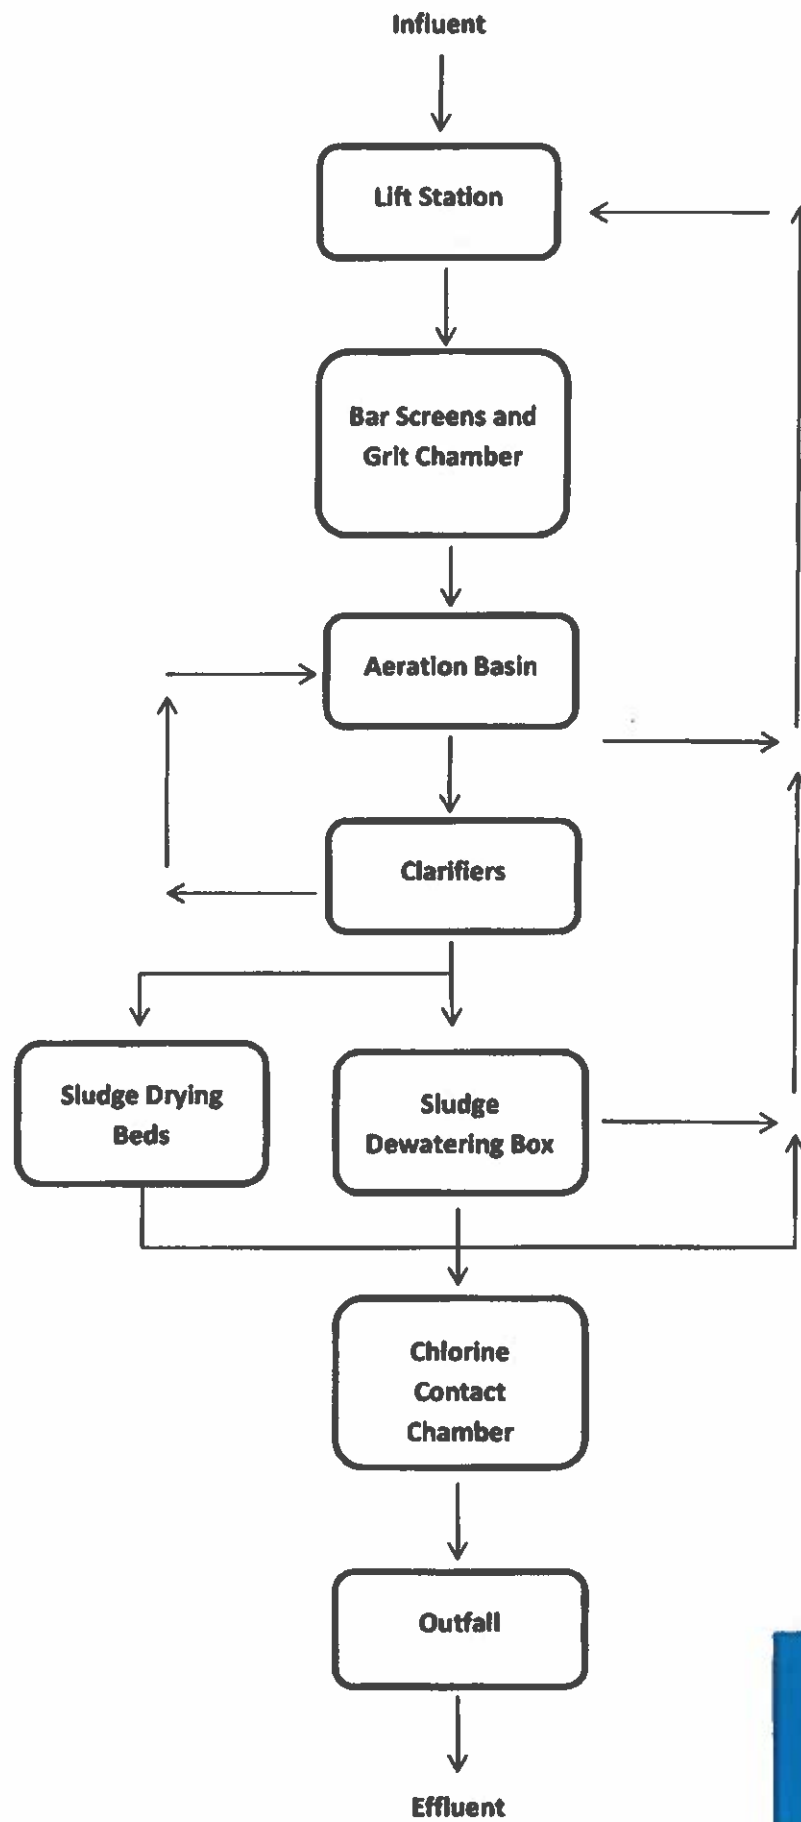 Influent
Lift Station
Bar Screens and
Grit Chamber
Aeration Basin
Clarifiers
Sludge Drying
Beds
Sludge
Dewatering Box
Chlorine
Contact
Chamber
Outfall
Effluent